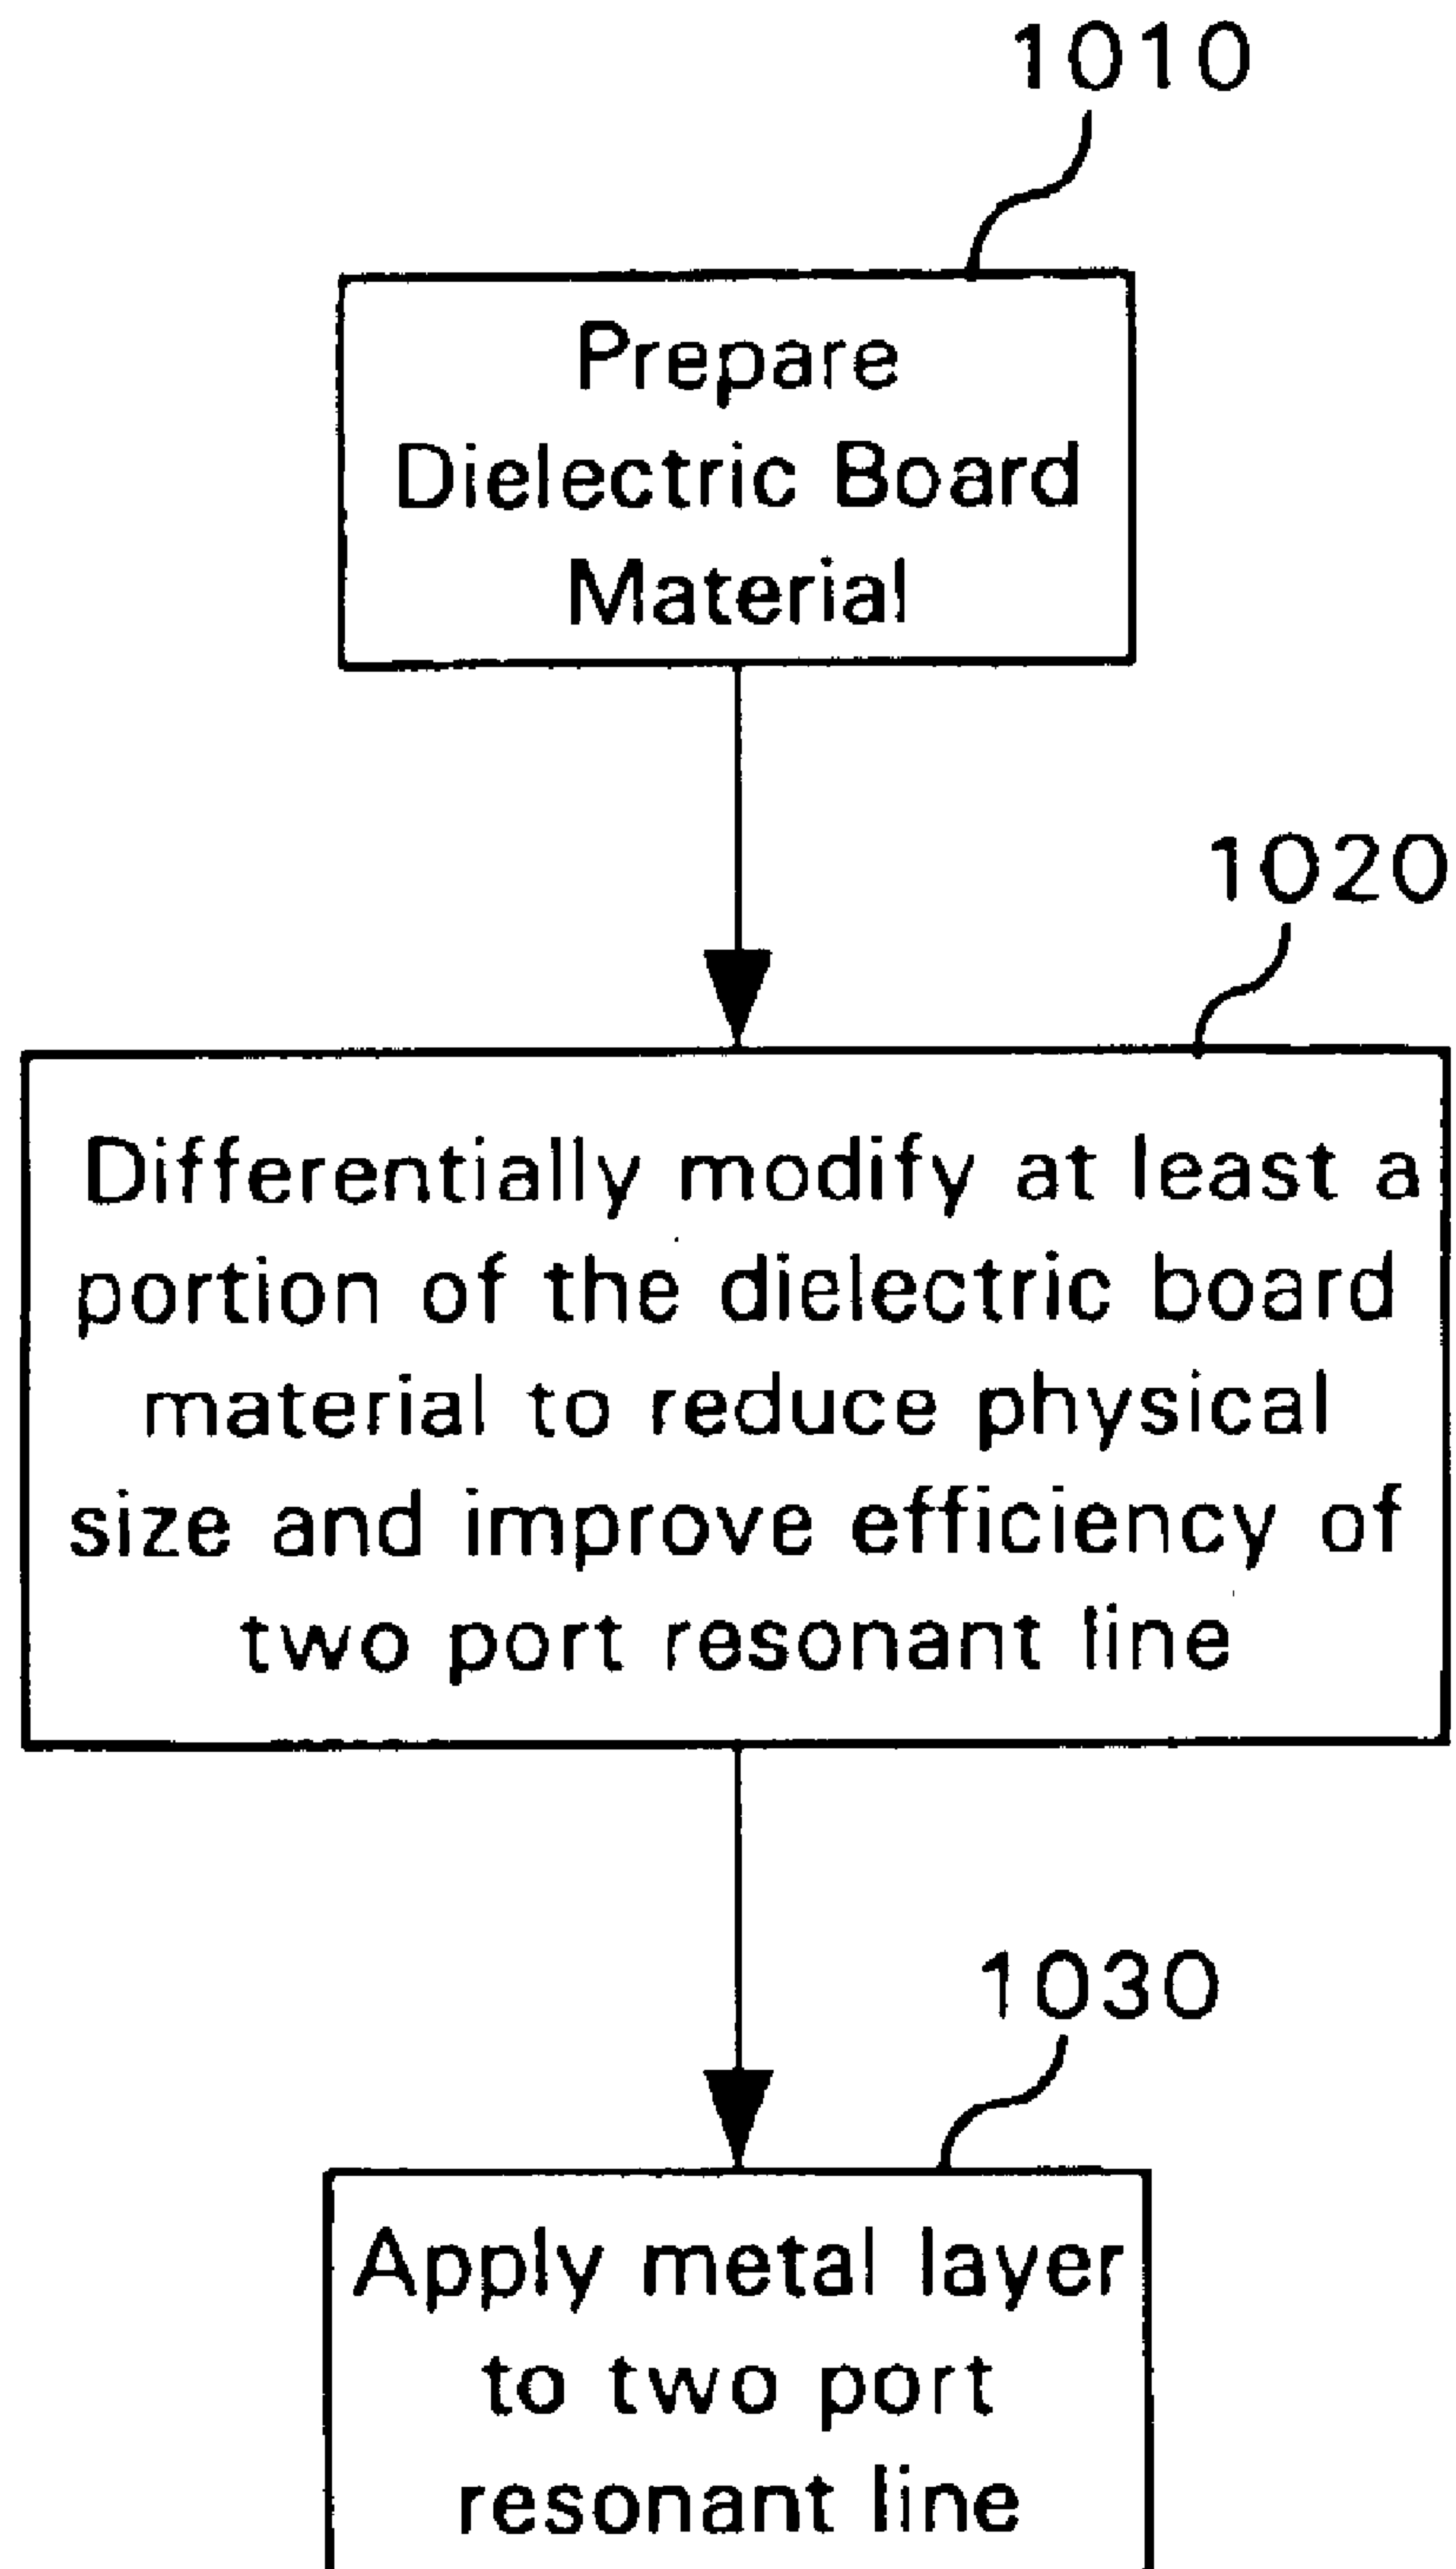 1010
Prepare
Dielectric Board
Material
1020
Differentially modify at least a
portion of the dielectric board
material to reduce physical
size and improve efficiency of
two port resonant line
1030
Apply metal layer
to two port
resonant line